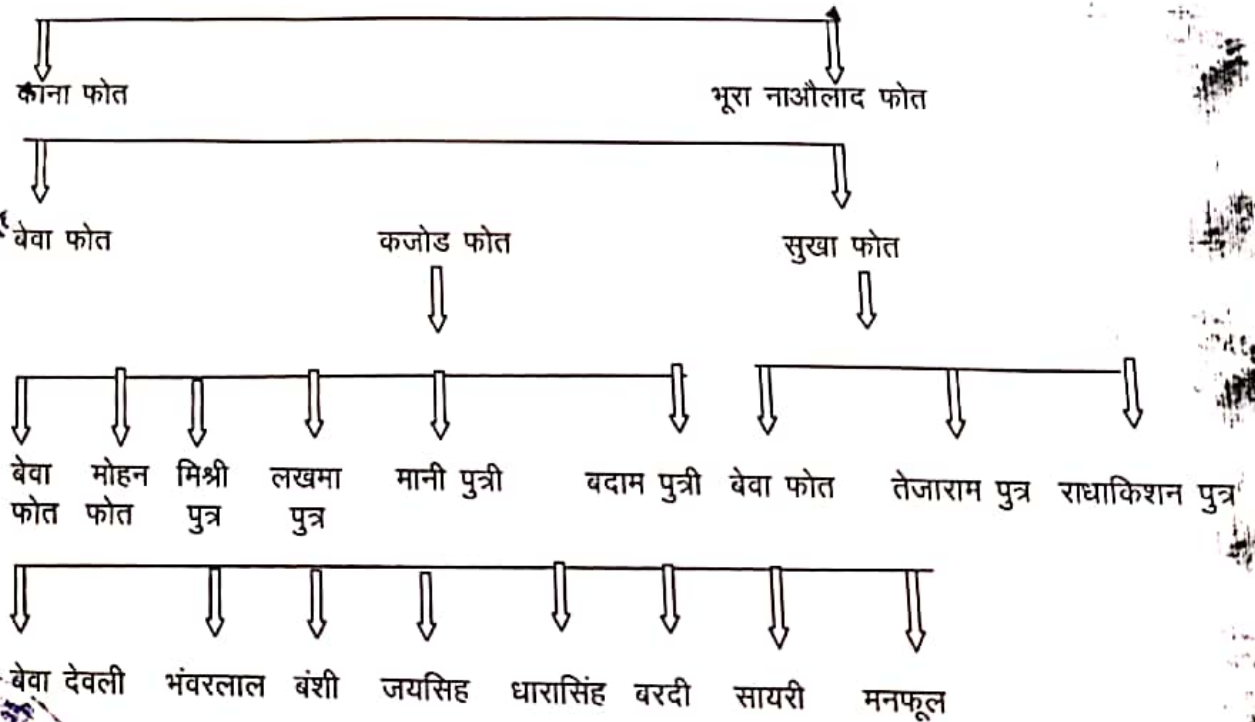 काना फोत भूरा नाऔलाद फोत
बेवा फोत कजोड फोत सुखा फोत
बेवा मोहन मिश्री लखमा मानी पुत्री बदाम पुत्री बेवा फोत तेजाराम पुत्र राधाकिशन पुत्र
फोत फोत पुत्र पुत्र
बेवा देवली भंवरलाल बंशी जयसिह धारासिंह बरदी सायरी मनफूल